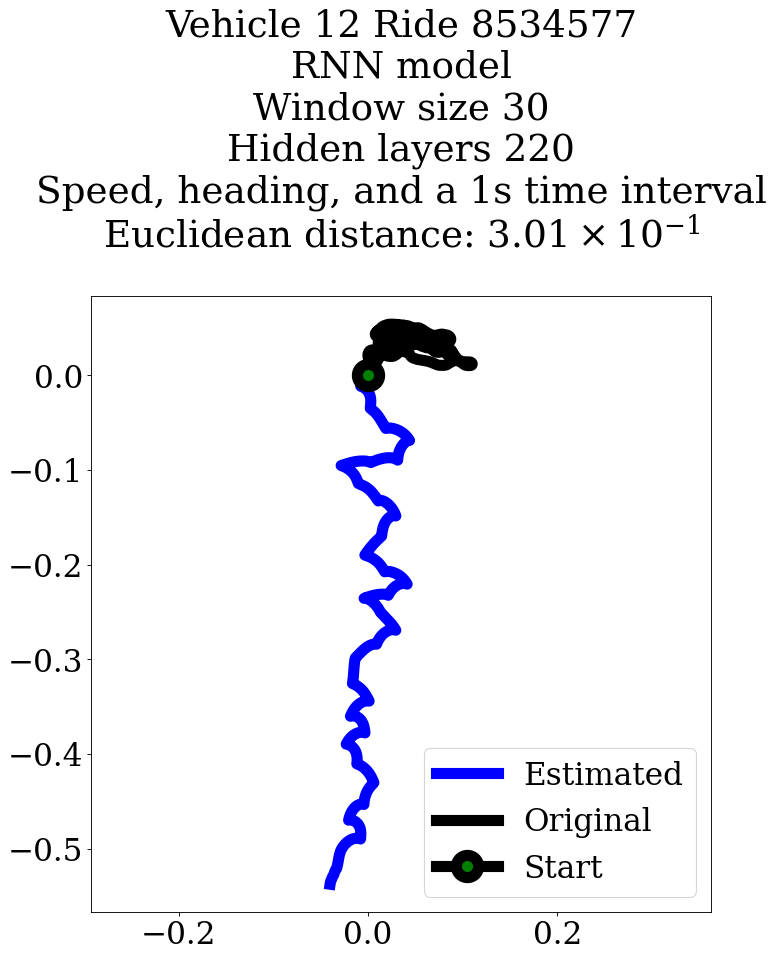 Vehicle 12 Ride 8534577
RNN model
Window size 30
Hidden layers 220
Speed, heading, and a 1s time interval
Euclidean distance: 3.01 × 10⁻¹
0.0
−0.1
−0.2
−0.3
−0.4
−0.5
Estimated
Original
Start
−0.2 0.0 0.2